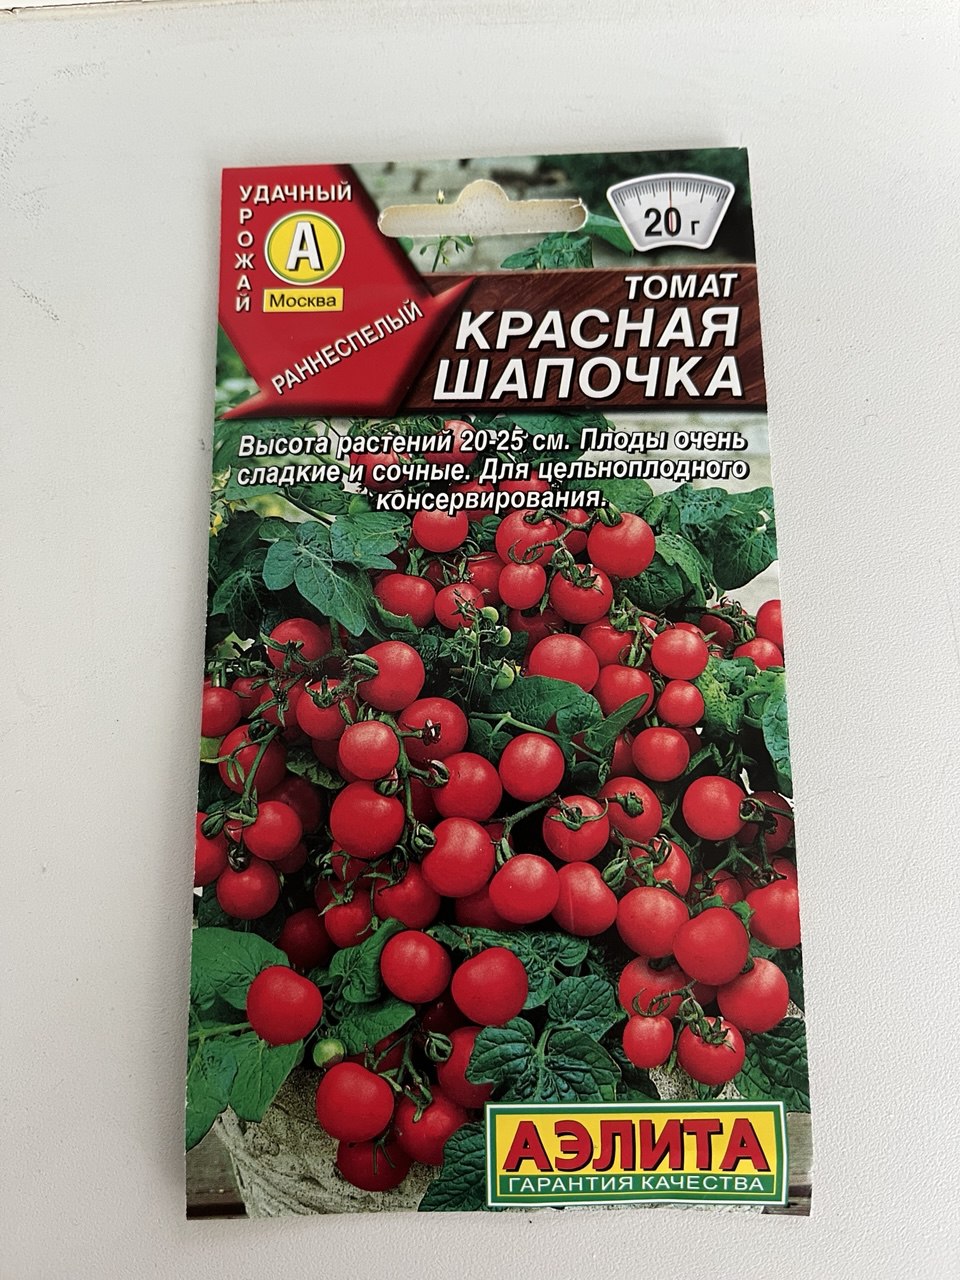 УДАЧНЫЙ
УРОЖАЙ
А
Москва
РАННЕСПЕЛЫЙ
20 г
ТОМАТ
КРАСНАЯ
ШАПОЧКА
Высота растений 20-25 см. Плоды очень
сладкие и сочные. Для цельноплодного
консервирования.
АЭЛИТА
ГАРАНТИЯ КАЧЕСТВА